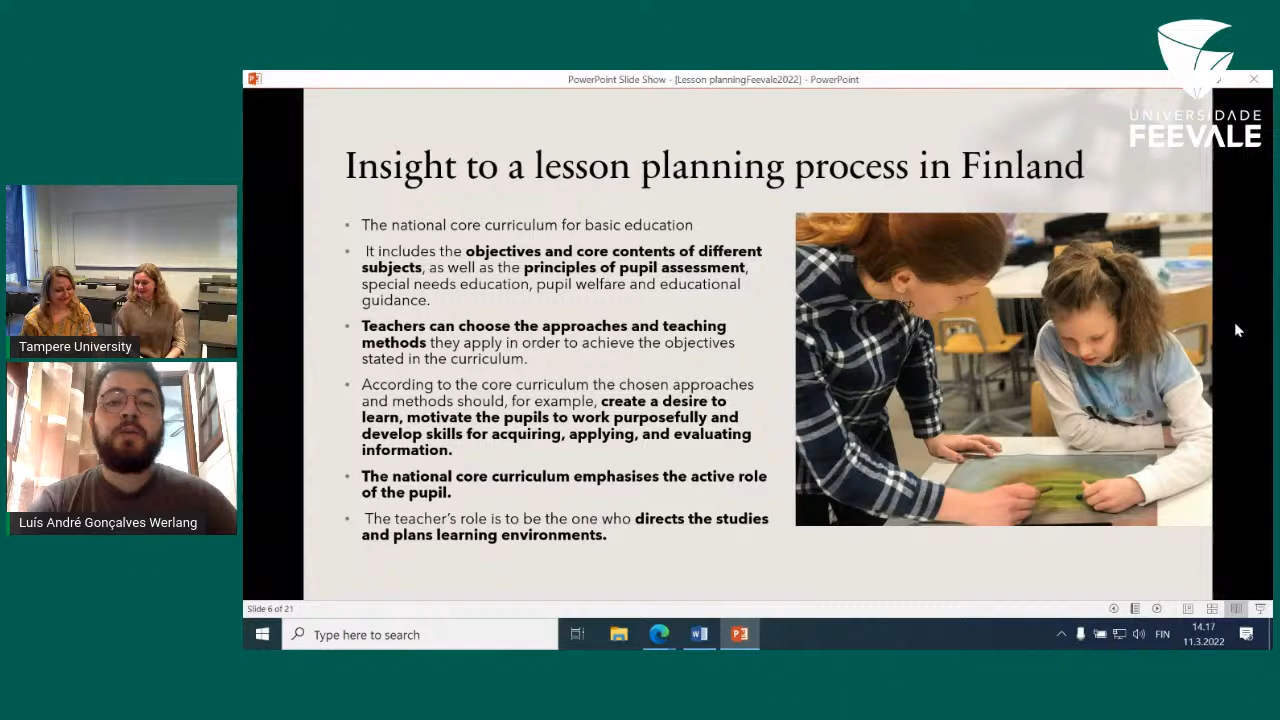 PowerPoint Slide Show - [Lesson planningFeevale2022] - PowerPoint
UNIVERSIDADE
FEEVALE
Insight to a lesson planning process in Finland
• The national core curriculum for basic education
• It includes the objectives and core contents of different
subjects, as well as the principles of pupil assessment,
special needs education, pupil welfare and educational
guidance.
• Teachers can choose the approaches and teaching
methods they apply in order to achieve the objectives
stated in the curriculum.
• According to the core curriculum the chosen approaches
and methods should, for example, create a desire to
learn, motivate the pupils to work purposefully and
develop skills for acquiring, applying, and evaluating
information.
• The national core curriculum emphasises the active role
of the pupil.
• The teacher's role is to be the one who directs the studies
and plans learning environments.
Tampere University
Luís André Gonçalves Werlang
Slide 6 of 21
Type here to search
FIN
14.17
11.3.2022